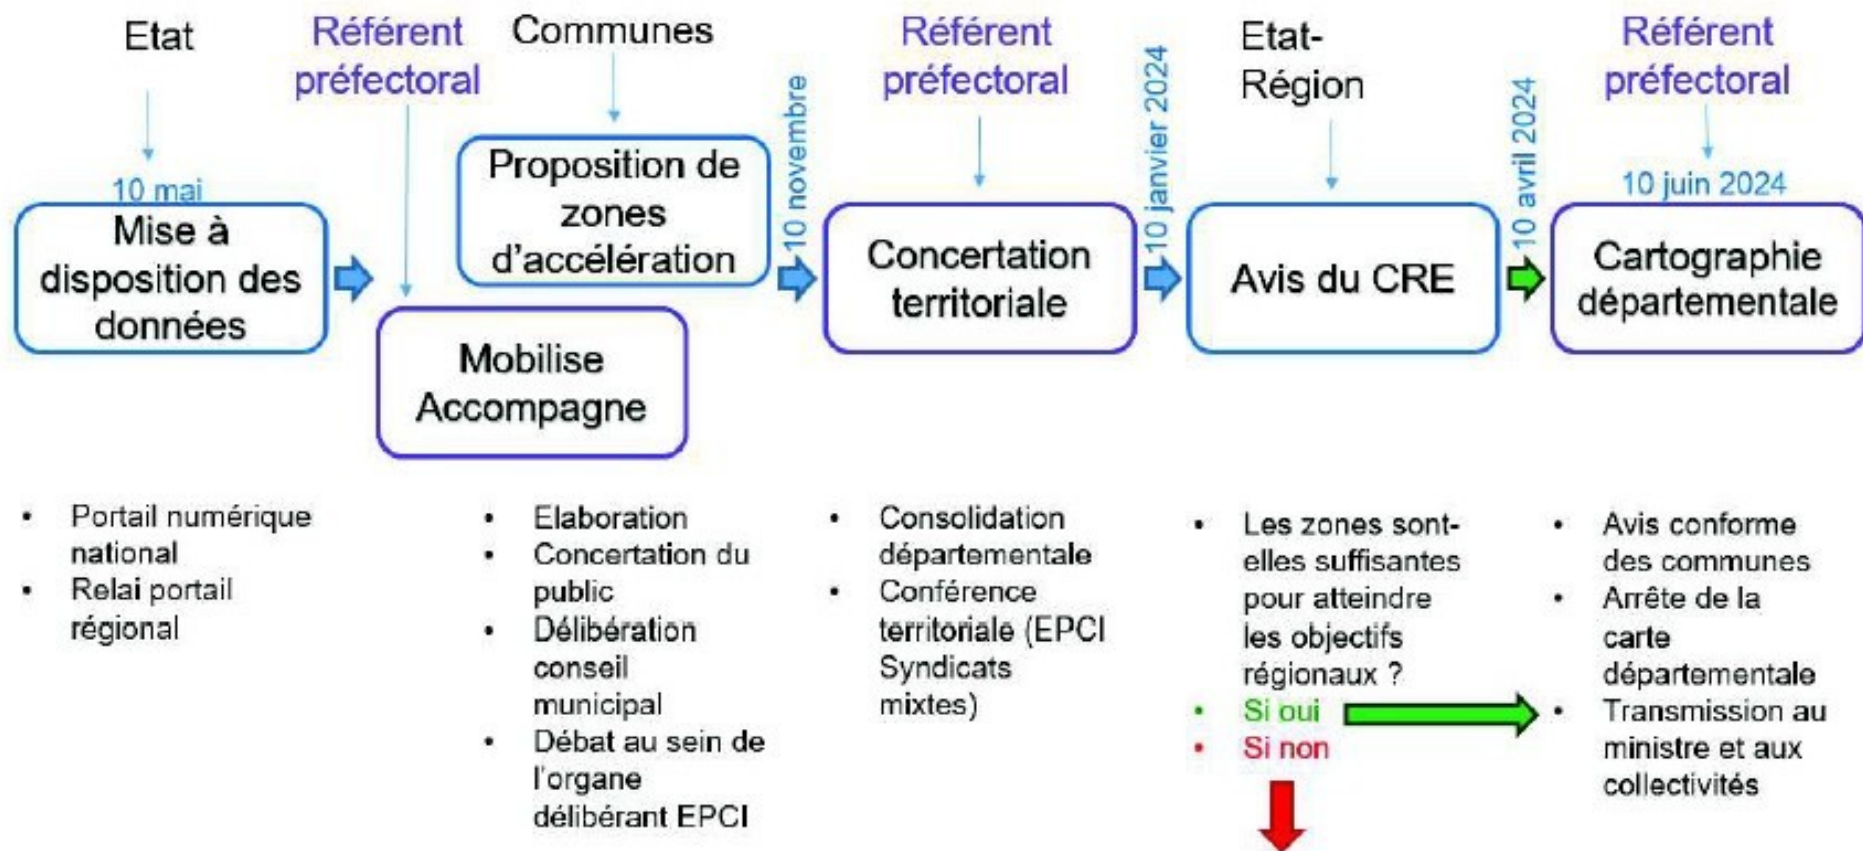 Etat
Référent
préfectoral
Communes
Référent
préfectoral
Etat-
Région
Référent
préfectoral
10 mai
Mise à
disposition des
données
Mobilise
Accompagne
Proposition de
zones
d'accélération
10 novembre
Concertation
territoriale
10 janvier 2024
Avis du CRE
10 avril 2024
10 juin 2024
Cartographie
départementale
• Portail numérique
national
• Relai portail
régional
• Elaboration
• Concertation du
public
• Délibération
conseil
municipal
• Débat au sein de
l'organe
délibérant EPCI
• Consolidation
départementale
• Conférence
territoriale (EPCI
Syndicats
mixtes)
• Les zones sont-
elles suffisantes
pour atteindre
les objectifs
régionaux ?
• Si oui
• Si non
• Avis conforme
des communes
• Arrête de la
carte
départementale
• Transmission au
ministre et aux
collectivités